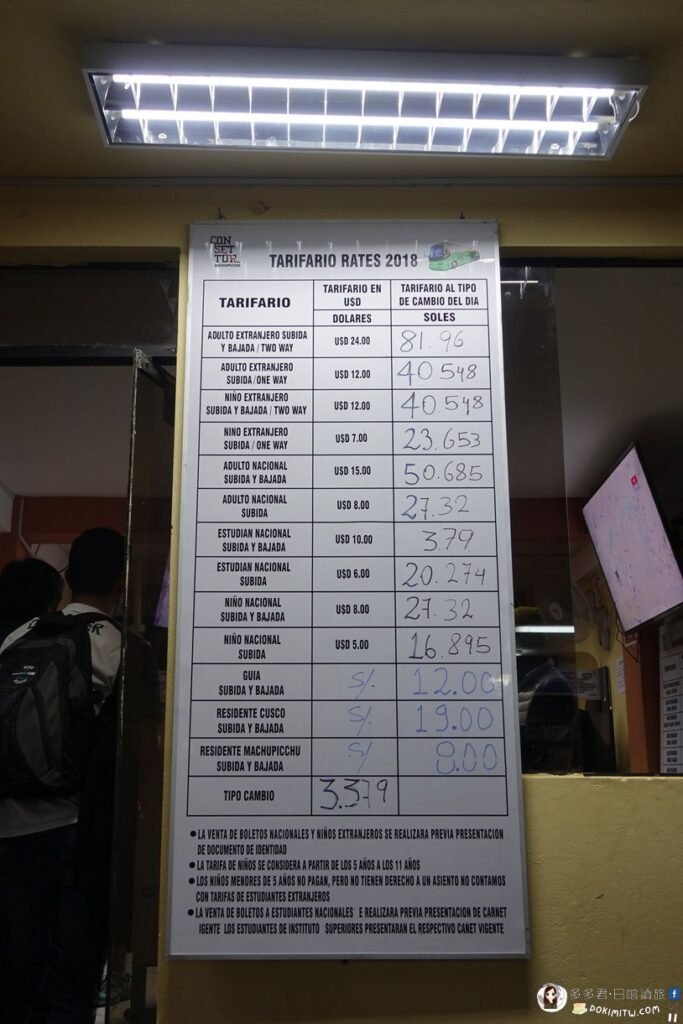 CON
SET
TUR
MACHUPICCHU
TARIFARIO RATES 2018
TARIFARIO
TARIFARIO EN
USD
TARIFARIO AL TIPO
DE CAMBIO DEL DIA
DOLARES
SOLES
ADULTO EXTRANJERO SUBIDA
Y BAJADA / TWO WAY
USD 24.00
81.96
ADULTO EXTRANJERO
SUBIDA/ONE WAY
USD 12.00
40.548
NIÑO EXTRANJERO
SUBIDA Y BAJADA / TWO WAY
USD 12.00
40.548
NINO EXTRANJERO
SUBIDA / ONE WAY
USD 7.00
23.653
ADULTO NACIONAL
SUBIDA Y BAJADA
USD 15.00
50.685
ADULTO NACIONAL
SUBIDA
USD 8.00
27.32
ESTUDIAN NACIONAL
SUBIDA Y BAJADA
USD 10.00
3.79
ESTUDIAN NACIONAL
SUBIDA
USD 6.00
20.274
NIÑO NACIONAL
SUBIDA Y BAJADA
USD 8.00
27.32
NIÑO NACIONAL
SUBIDA
USD 5.00
16.895
GUIA
SUBIDA Y BAJADA
S/.
12.00
RESIDENTE CUSCO
SUBIDA Y BAJADA
S/.
19.00
RESIDENTE MACHUPICCHU
SUBIDA Y BAJADA
S/
8.00
TIPO CAMBIO
3.379
● LA VENTA DE BOLETOS NACIONALES Y NIÑOS EXTRANJEROS SE REALIZARA PREVIA PRESENTACION
DE DOCUMENTO DE IDENTIDAD
● LA TARIFA DE NIÑOS SE CONSIDERA A PARTIR DE LOS 5 AÑOS A LOS 11 AÑOS
● LOS NIÑOS MENORES DE 5 AÑOS NO PAGAN, PERO NO TIENEN DERECHO A UN ASIENTO NO CONTAMOS
CON TARIFAS DE ESTUDIANTES EXTRANJEROS
● LA VENTA DE BOLETOS A ESTUDIANTES NACIONALES E REALIZARA PREVIA PRESENTACION DE CARNET
IGENTE LOS ESTUDIANTES DE INSTITUTO SUPERIORES PRESENTARAN EL RESPECTIVO CANET VIGENTE
多多君·日嚐讀旅
DOKIMITW.COM